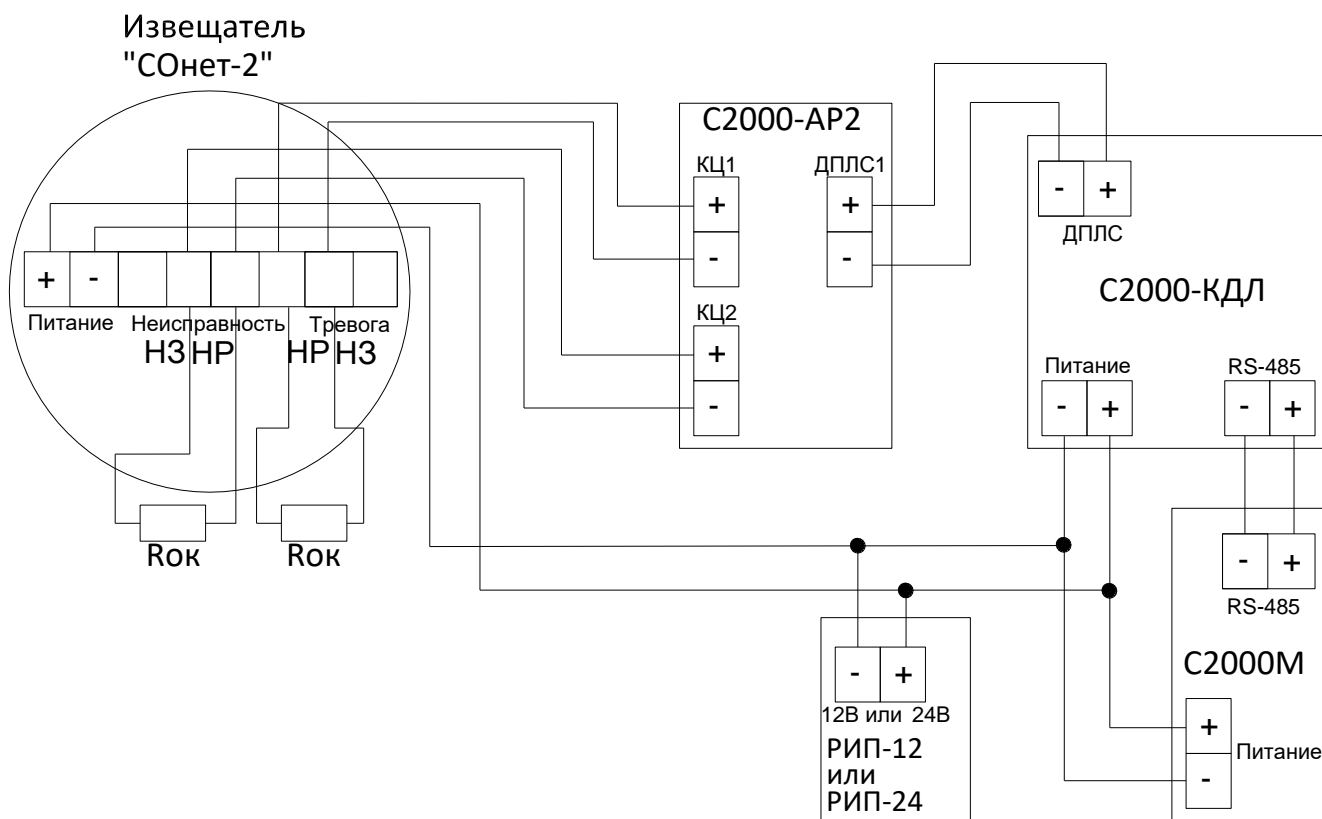 Извещатель
"СОнет-2"
+ -
Питание Неисправность Тревога
НЗ НР НР НЗ
Rок Rок
С2000-АР2
КЦ1 ДПЛС1
+ +
- -
КЦ2
+
-
- +
ДПЛС
С2000-КДЛ
Питание RS-485
- + - +
- +
RS-485
С2000М
+
Питание
-
- +
12В или 24В
РИП-12
или
РИП-24